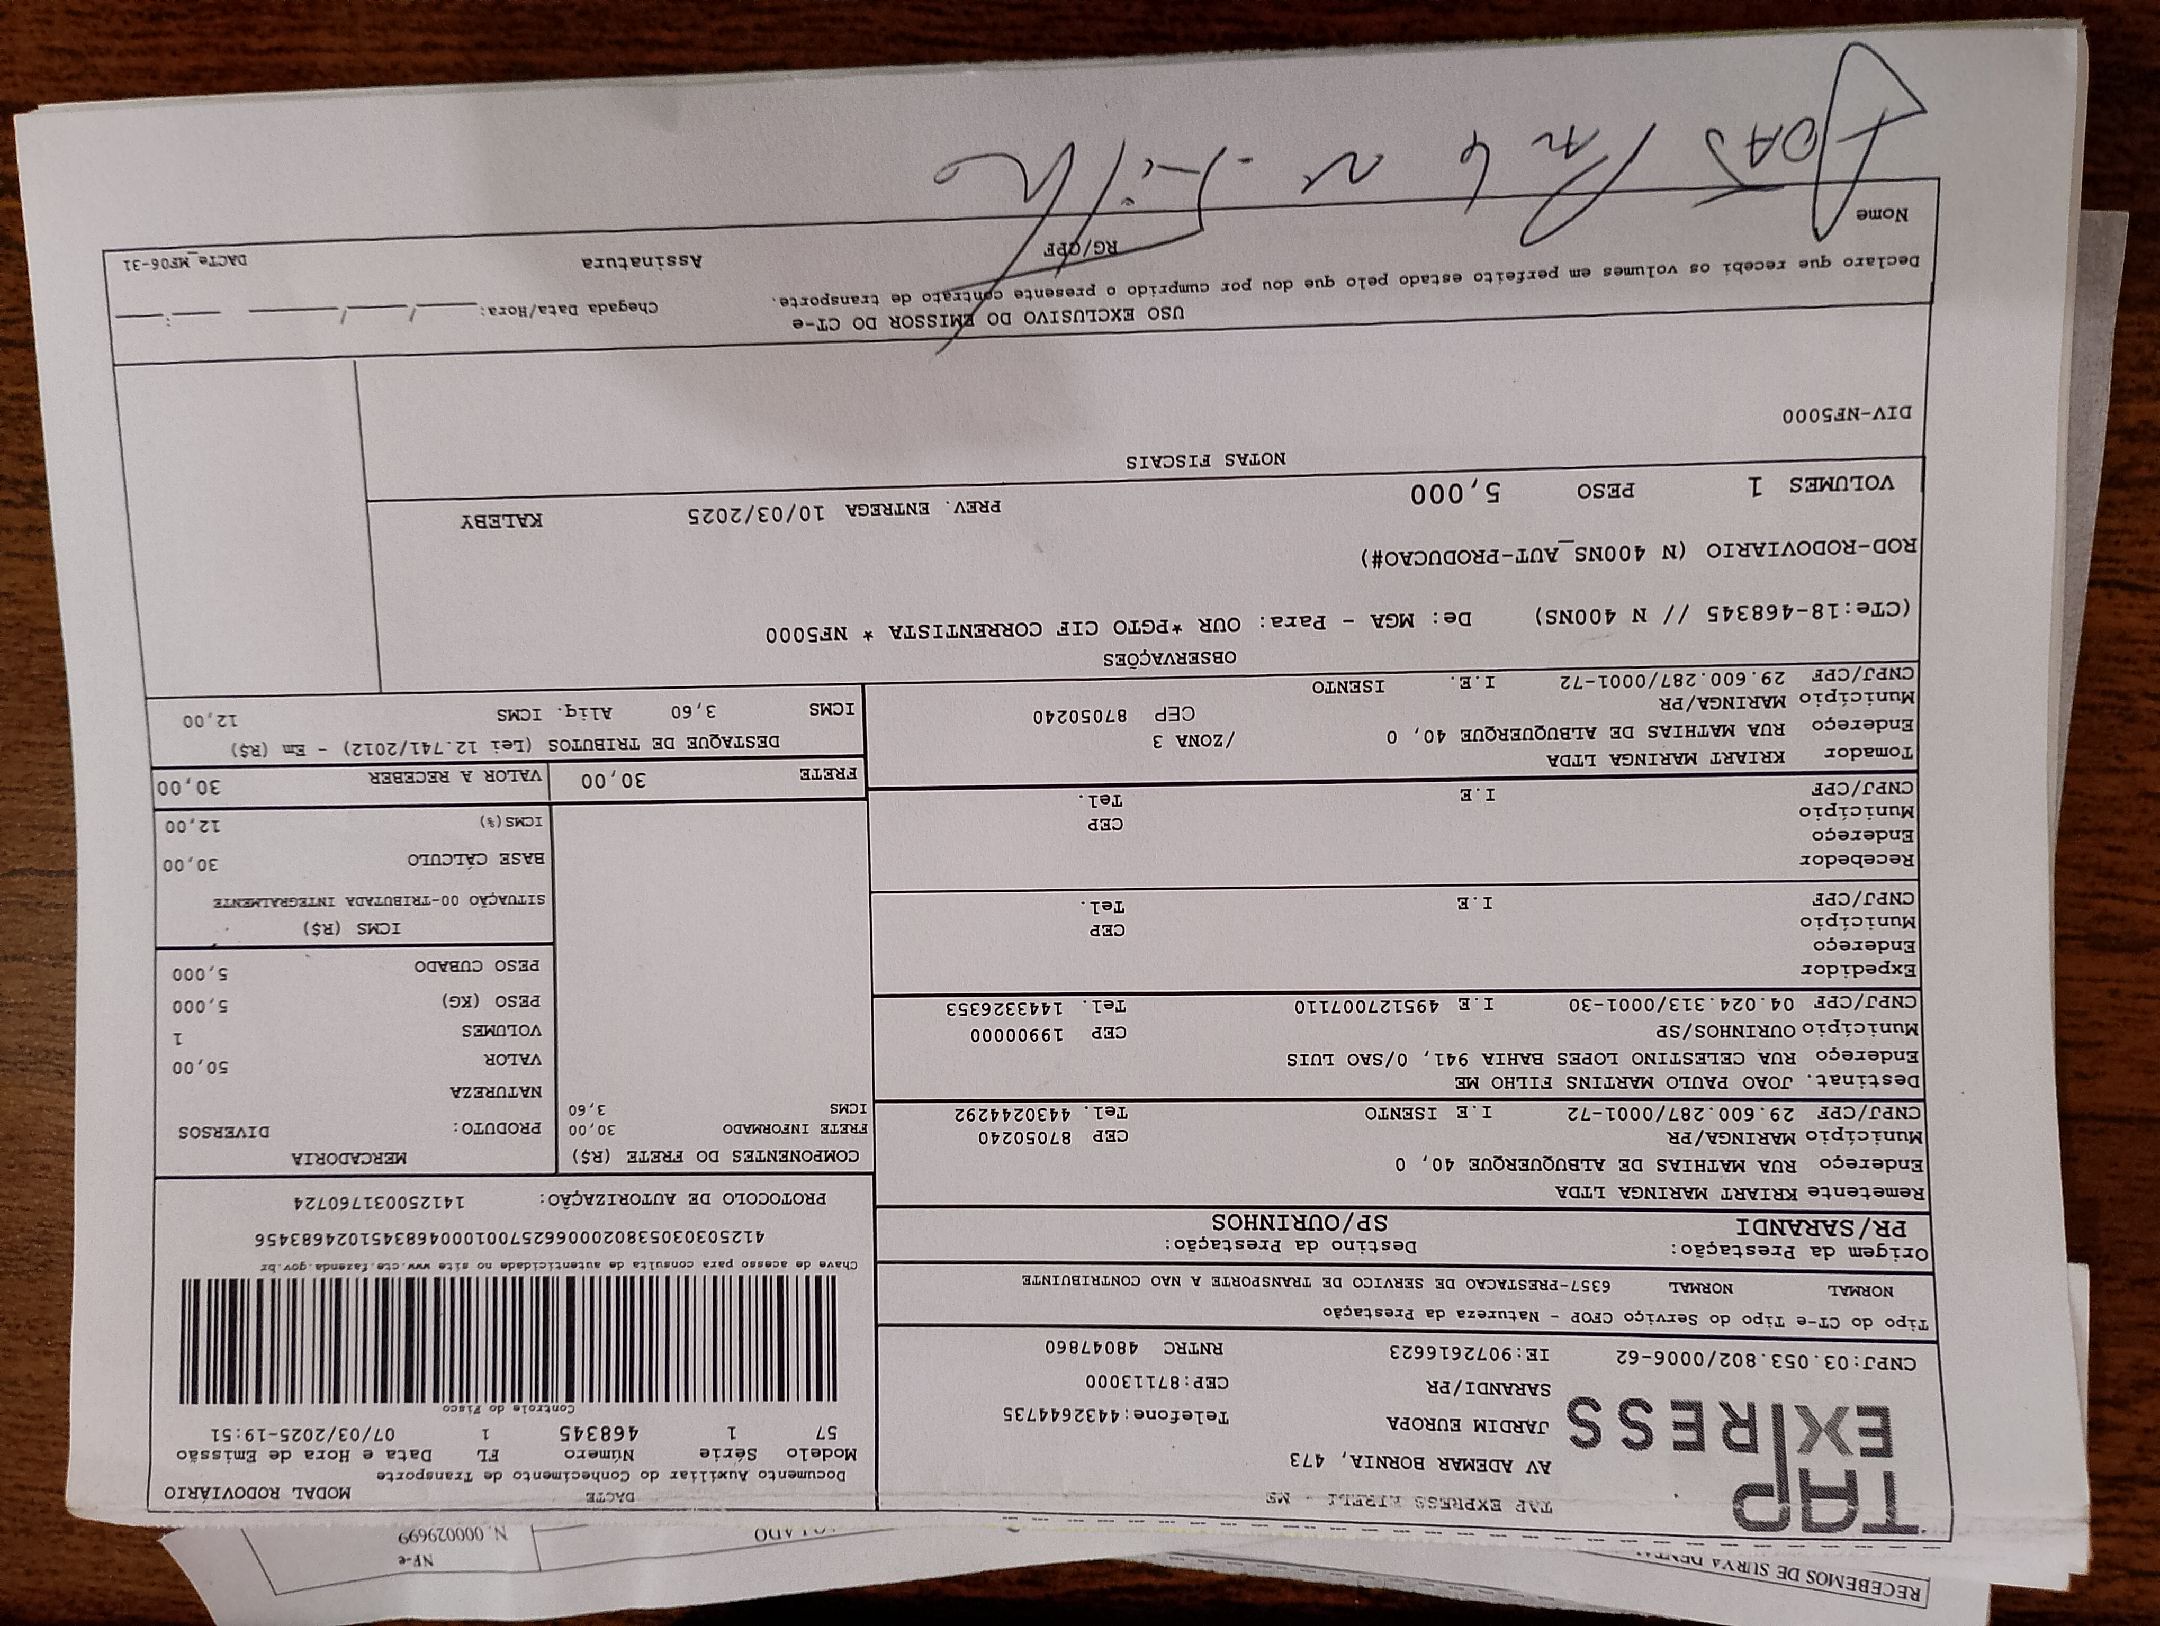 RECEBEMOS DE SURYA
NF-e
N. 000029699
TAP
EXPRESS
TAP EXPRESS EIRELI - ME
AV ADEMAR BORNIA, 473
JARDIM EUROPA Telefone:4432644735
SARANDI/PR CEP:87113000
CNPJ:03.053.802/0006-62 IE:9072616623 RNTRC 48047860
DACTE MODAL RODOVIÁRIO
Documento Auxiliar do Conhecimento de Transporte
Modelo Série Número FL Data e Hora de Emissão
57 1 468345 1 07/03/2025-19:51
Controle do Fisco
Chave de acesso para consulta de autenticidade no site www.cte.fazenda.gov.br
41250303053802000662570010004683451024683456
PROTOCOLO DE AUTORIZAÇÃO: 141250031760724
Tipo do CT-e Tipo do Serviço CFOP - Natureza da Prestação
NORMAL NORMAL 6357-PRESTACAO DE SERVICO DE TRANSPORTE A NAO CONTRIBUINTE
Origem da Prestação: Destino da Prestação:
PR/SARANDI SP/OURINHOS
Remetente KRIART MARINGA LTDA
Endereço RUA MATHIAS DE ALBUQUERQUE 40, 0
Município MARINGA/PR CEP 87050240
CNPJ/CPF 29.600.287/0001-72 I.E ISENTO Tel. 4430244292
Destinat. JOAO PAULO MARTINS FILHO ME
Endereço RUA CELESTINO LOPES BAHIA 941, 0/SAO LUIS
Município OURINHOS/SP CEP 19900000
CNPJ/CPF 04.024.313/0001-30 I.E 495127007110 Tel. 1443326353
Expedidor
Endereço
Município CEP
CNPJ/CPF I.E Tel.
Recebedor
Endereço
Município CEP
CNPJ/CPF I.E Tel.
Tomador KRIART MARINGA LTDA
Endereço RUA MATHIAS DE ALBUQUERQUE 40, 0 /ZONA 3
Município MARINGA/PR CEP 87050240
CNPJ/CPF 29.600.287/0001-72 I.E. ISENTO
COMPONENTES DO FRETE (R$)
FRETE INFORMADO 30,00
ICMS 3,60
MERCADORIA
PRODUTO: DIVERSOS
NATUREZA
VALOR 50,00
VOLUMES 1
PESO (KG) 5,000
PESO CUBADO 5,000
ICMS (R$)
SITUAÇÃO 00-TRIBUTADA INTEGRALMENTE
BASE CÁLCULO 30,00
ICMS(%) 12,00
FRETE 30,00 VALOR A RECEBER 30,00
DESTAQUE DE TRIBUTOS (Lei 12.741/2012) - Em (R$)
ICMS 3,60 Aliq. ICMS 12,00
OBSERVAÇÕES
(CTe:18-468345 // N 400NS) De: MGA - Para: OUR *PGTO CIF CORRENTISTA * NF5000
ROD-RODOVIARIO (N 400NS_AUT-PRODUCAO#)
VOLUMES 1 PESO 5,000 PREV. ENTREGA 10/03/2025 KALEBY
NOTAS FISCAIS
DIV-NF5000
USO EXCLUSIVO DO EMISSOR DO CT-e
Declaro que recebi os volumes em perfeito estado pelo que dou por cumprido o presente contrato de transporte. Chegada Data/Hora: ___/___/_____ ___:___
Nome RG/CPF Assinatura DACTe_MF06-31